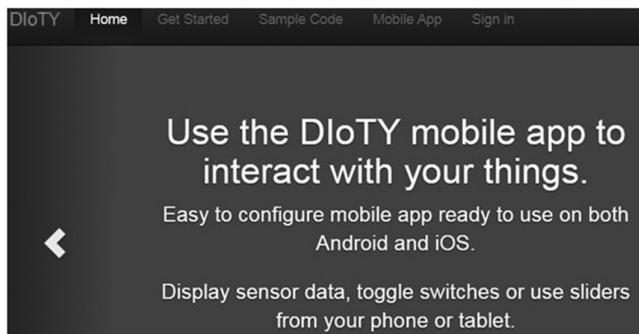 DIoTY Home Get Started Sample Code Mobile App Sign in
Use the DIoTY mobile app to
interact with your things.
Easy to configure mobile app ready to use on both
Android and iOS.
Display sensor data, toggle switches or use sliders
from your phone or tablet.